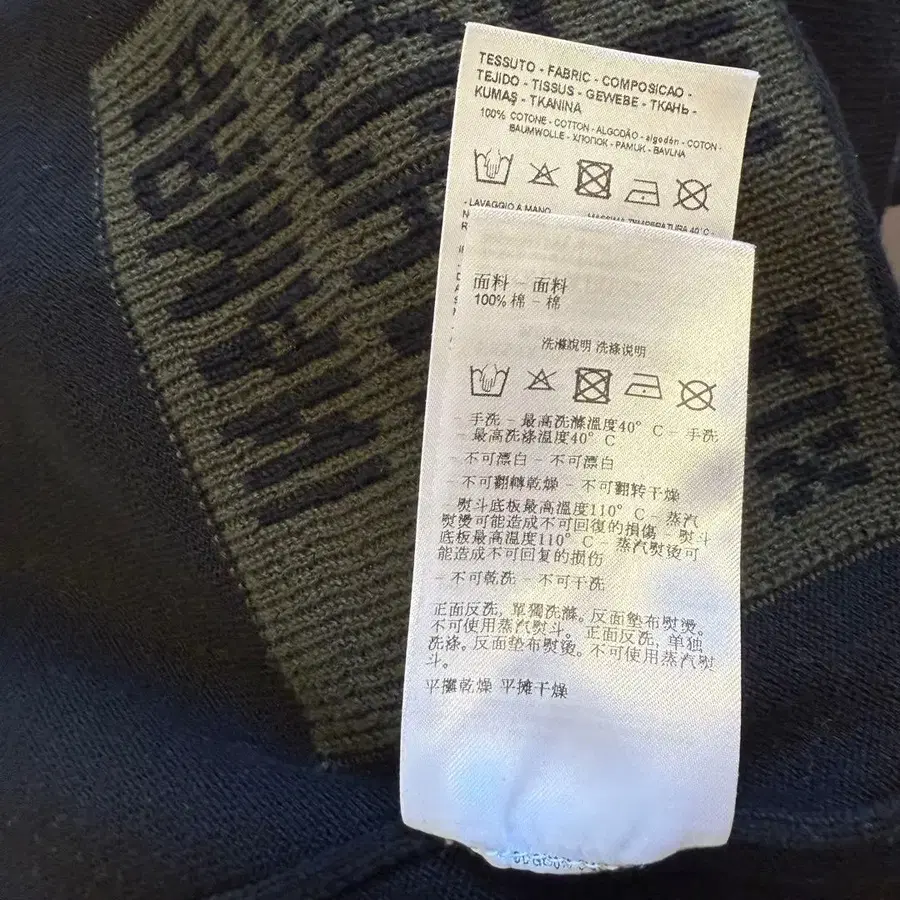 TESSUTO - FABRIC - COMPOSICAO -
TEJIDO - TISSUS - GEWEBE - ТКАНЬ -
KUMAŞ - TKANINA
100% COTONE - COTTON - ALGODÃO - algodón - COTON -
BAUMWOLLE - ХЛОПОК - PAMUK - BAVLNA
- LAVAGGIO A MANO
MASSIMA TEMPERATURA 40° C -
面料 - 面料
100% 棉 - 棉
洗滌說明 洗涤说明
- 手洗 - 最高洗滌溫度40° C - 手洗
- 最高洗涤温度40° C
- 不可漂白 - 不可漂白
- 不可翻轉乾燥 - 不可翻转干燥
- 熨斗底板最高溫度110° C - 蒸汽
熨燙可能造成不可回復的損傷 - 熨斗
底板最高温度110° C - 蒸汽熨烫可
能造成不可回复的损伤
- 不可乾洗 - 不可干洗
正面反洗, 單獨洗滌。反面墊布熨燙。
不可使用蒸汽熨斗。 正面反洗, 单独
洗涤。反面垫布熨烫。不可使用蒸汽熨
斗。
平攤乾燥 平摊干燥